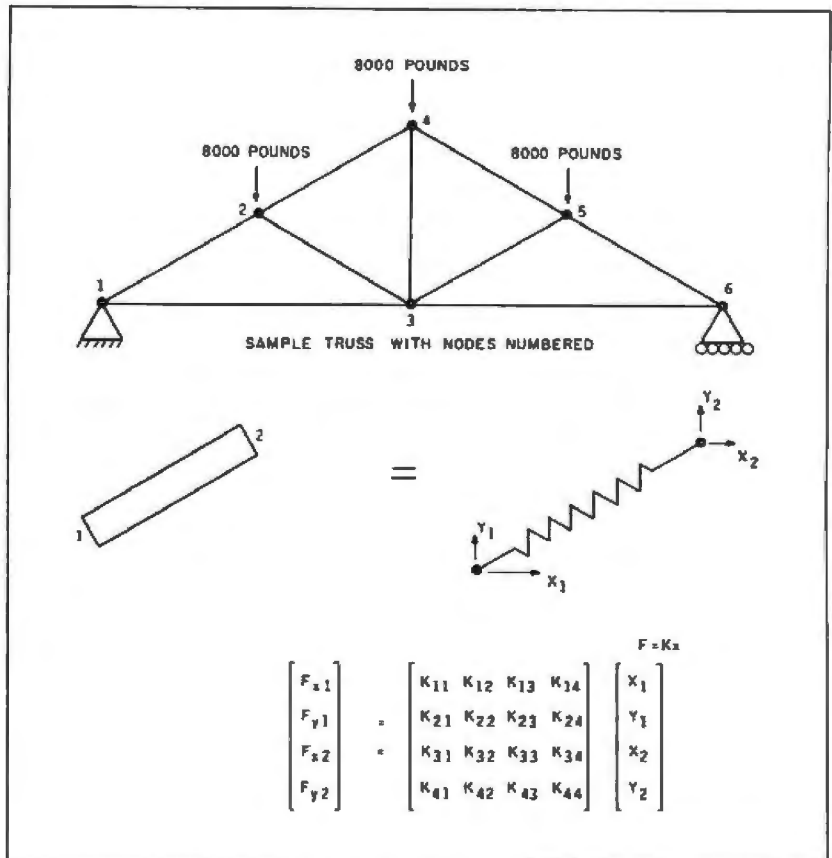 8000 POUNDS
4
8000 POUNDS
8000 POUNDS
2
5
1
6
3
SAMPLE TRUSS WITH NODES NUMBERED
Y2
2
=
X2
1
Y1
X1
F=Kx
Fx1 K11 K12 K13 K14 X1
Fy1 = K21 K22 K23 K24 Y1
Fx2 = K31 K32 K33 K34 X2
Fy2 K41 K42 K43 K44 Y2